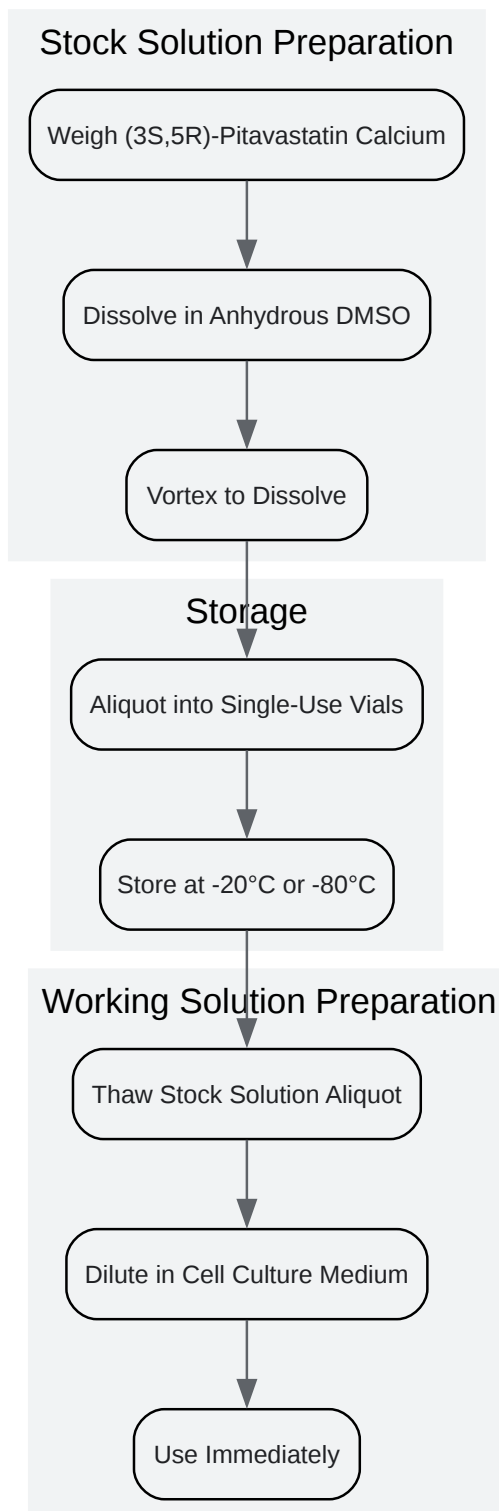 Stock Solution Preparation
Weigh (3S,5R)-Pitavastatin Calcium
Dissolve in Anhydrous DMSO
Vortex to Dissolve
Storage
Aliquot into Single-Use Vials
Store at -20°C or -80°C
Working Solution Preparation
Thaw Stock Solution Aliquot
Dilute in Cell Culture Medium
Use Immediately